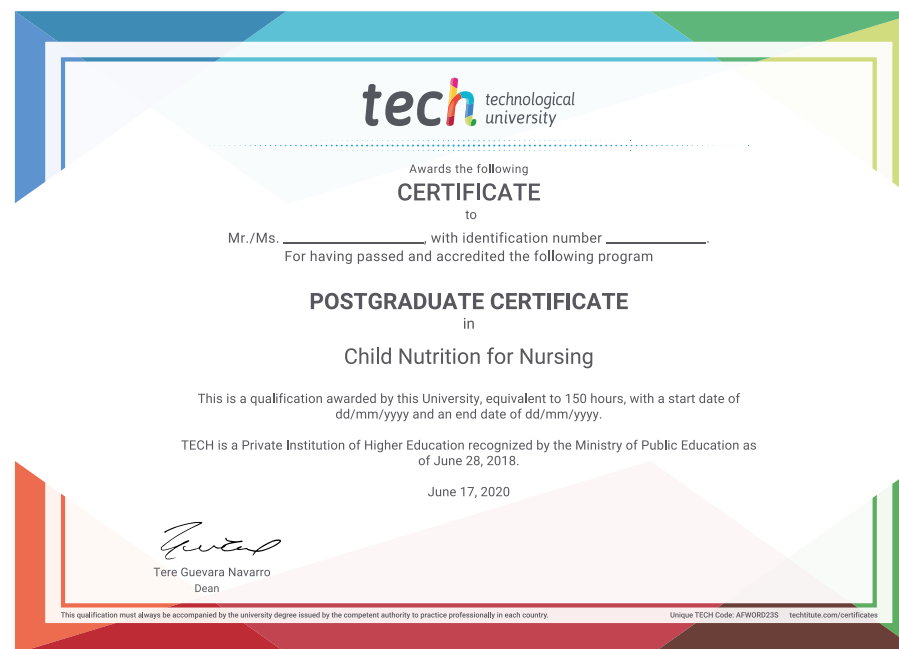 tech technological
university
Awards the following
CERTIFICATE
to
Mr./Ms. ________________, with identification number ____________.
For having passed and accredited the following program
POSTGRADUATE CERTIFICATE
in
Child Nutrition for Nursing
This is a qualification awarded by this University, equivalent to 150 hours, with a start date of
dd/mm/yyyy and an end date of dd/mm/yyyy.
TECH is a Private Institution of Higher Education recognized by the Ministry of Public Education as
of June 28, 2018.
June 17, 2020
Tere Guevara Navarro
Dean
This qualification must always be accompanied by the university degree issued by the competent authority to practice professionally in each country. Unique TECH Code: AFWORD23S techtitute.com/certificates